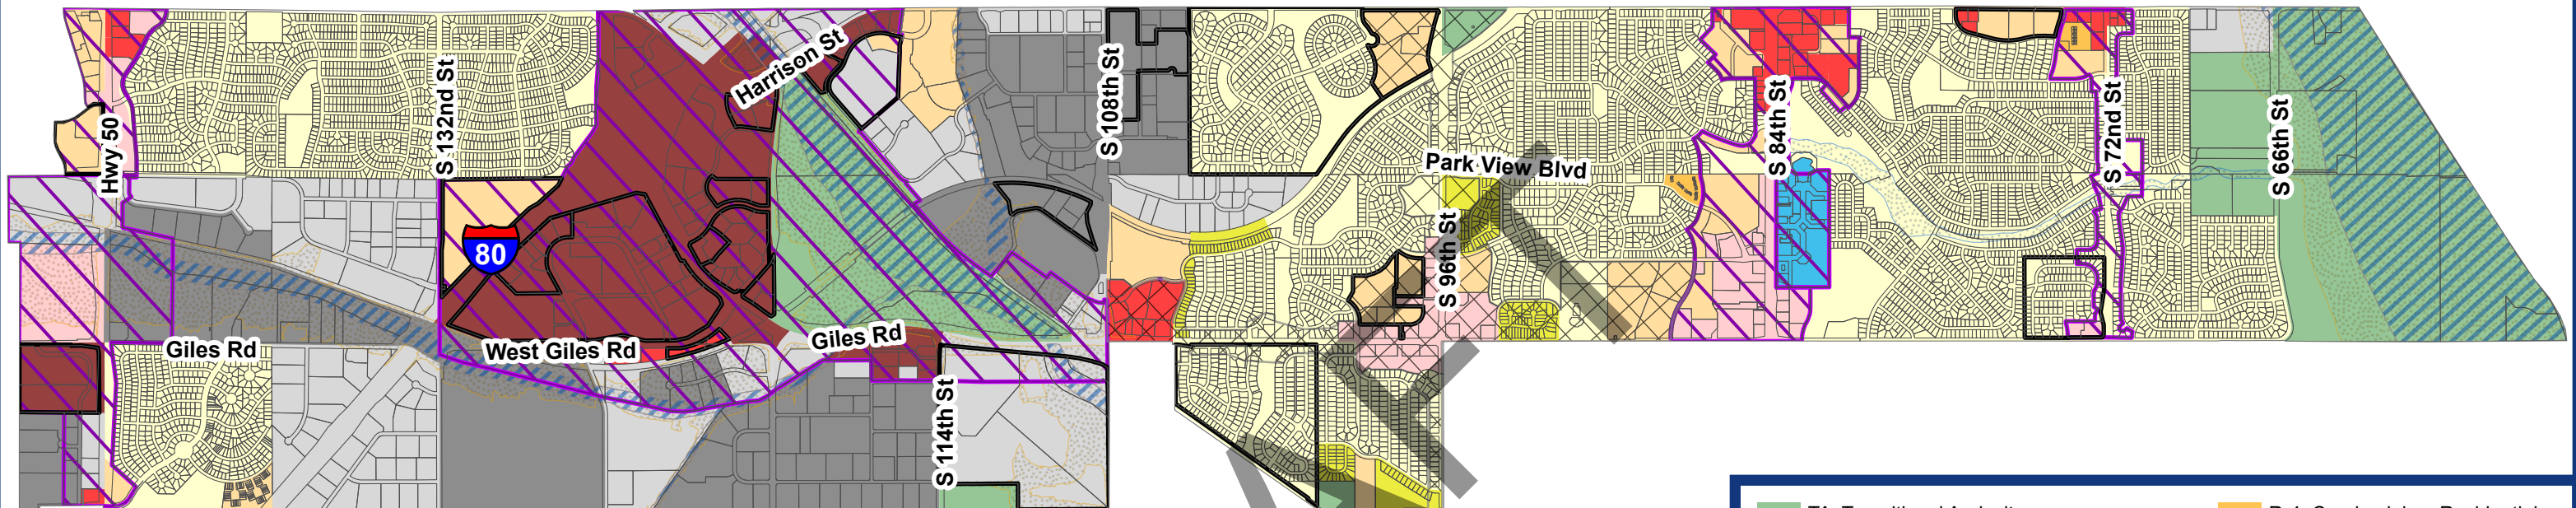 Hwy 50
S 132nd St
Harrison St
S 108th St
Park View Blvd
S 84th St
S 72nd St
S 66th St
80
S 96th St
Giles Rd
West Giles Rd
Giles Rd
S 114th St